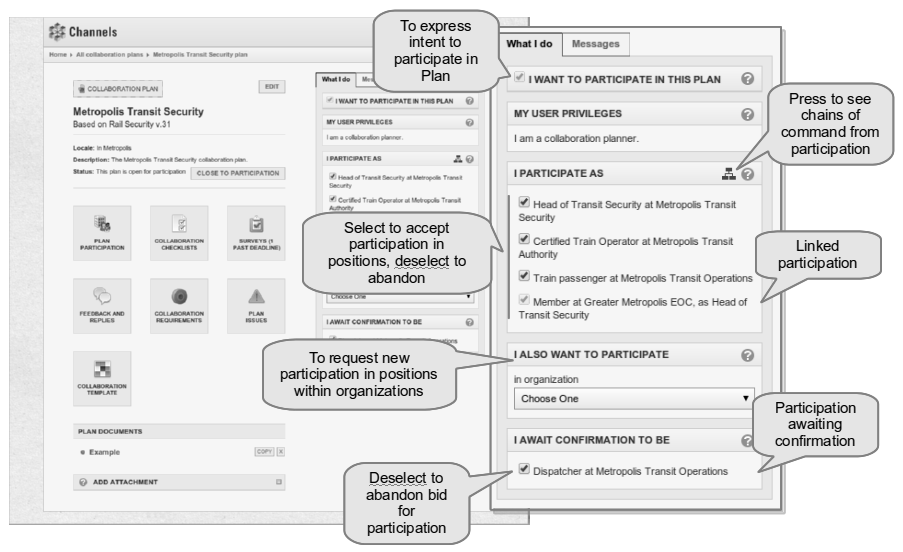 Channels
Home ▸ All collaboration plans ▸ Metropolis Transit Security plan
COLLABORATION PLAN
EDIT
Metropolis Transit Security
Based on Rail Security v.31
Locale: In Metropolis
Description: The Metropolis Transit Security collaboration plan.
Status: This plan is open for participation
CLOSE TO PARTICIPATION
PLAN
PARTICIPATION
COLLABORATION
CHECKLISTS
SURVEYS (1
PAST DEADLINE)
FEEDBACK AND
REPLIES
COLLABORATION
REQUIREMENTS
PLAN
ISSUES
COLLABORATION
TEMPLATE
PLAN DOCUMENTS
Example
COPY X
ADD ATTACHMENT
What I do
I WANT TO PARTICIPATE IN THIS PLAN
MY USER PRIVILEGES
I am a collaboration planner.
I PARTICIPATE AS
Head of Transit Security at Metropolis Transit
Security
Certified Train Operator at Metropolis Transit
Authority
Choose One
I AWAIT CONFIRMATION TO BE
To express
intent to
participate in
Plan
What I do
Messages
I WANT TO PARTICIPATE IN THIS PLAN
MY USER PRIVILEGES
I am a collaboration planner.
Press to see
chains of
command from
participation
I PARTICIPATE AS
Head of Transit Security at Metropolis Transit
Security
Certified Train Operator at Metropolis Transit
Authority
Train passenger at Metropolis Transit Operations
Member at Greater Metropolis EOC, as Head of
Transit Security
Select to accept
participation in
positions, deselect to
abandon
Linked
participation
I ALSO WANT TO PARTICIPATE
in organization
Choose One
To request new
participation in positions
within organizations
I AWAIT CONFIRMATION TO BE
Dispatcher at Metropolis Transit Operations
Participation
awaiting
confirmation
Deselect to
abandon bid
for
participation